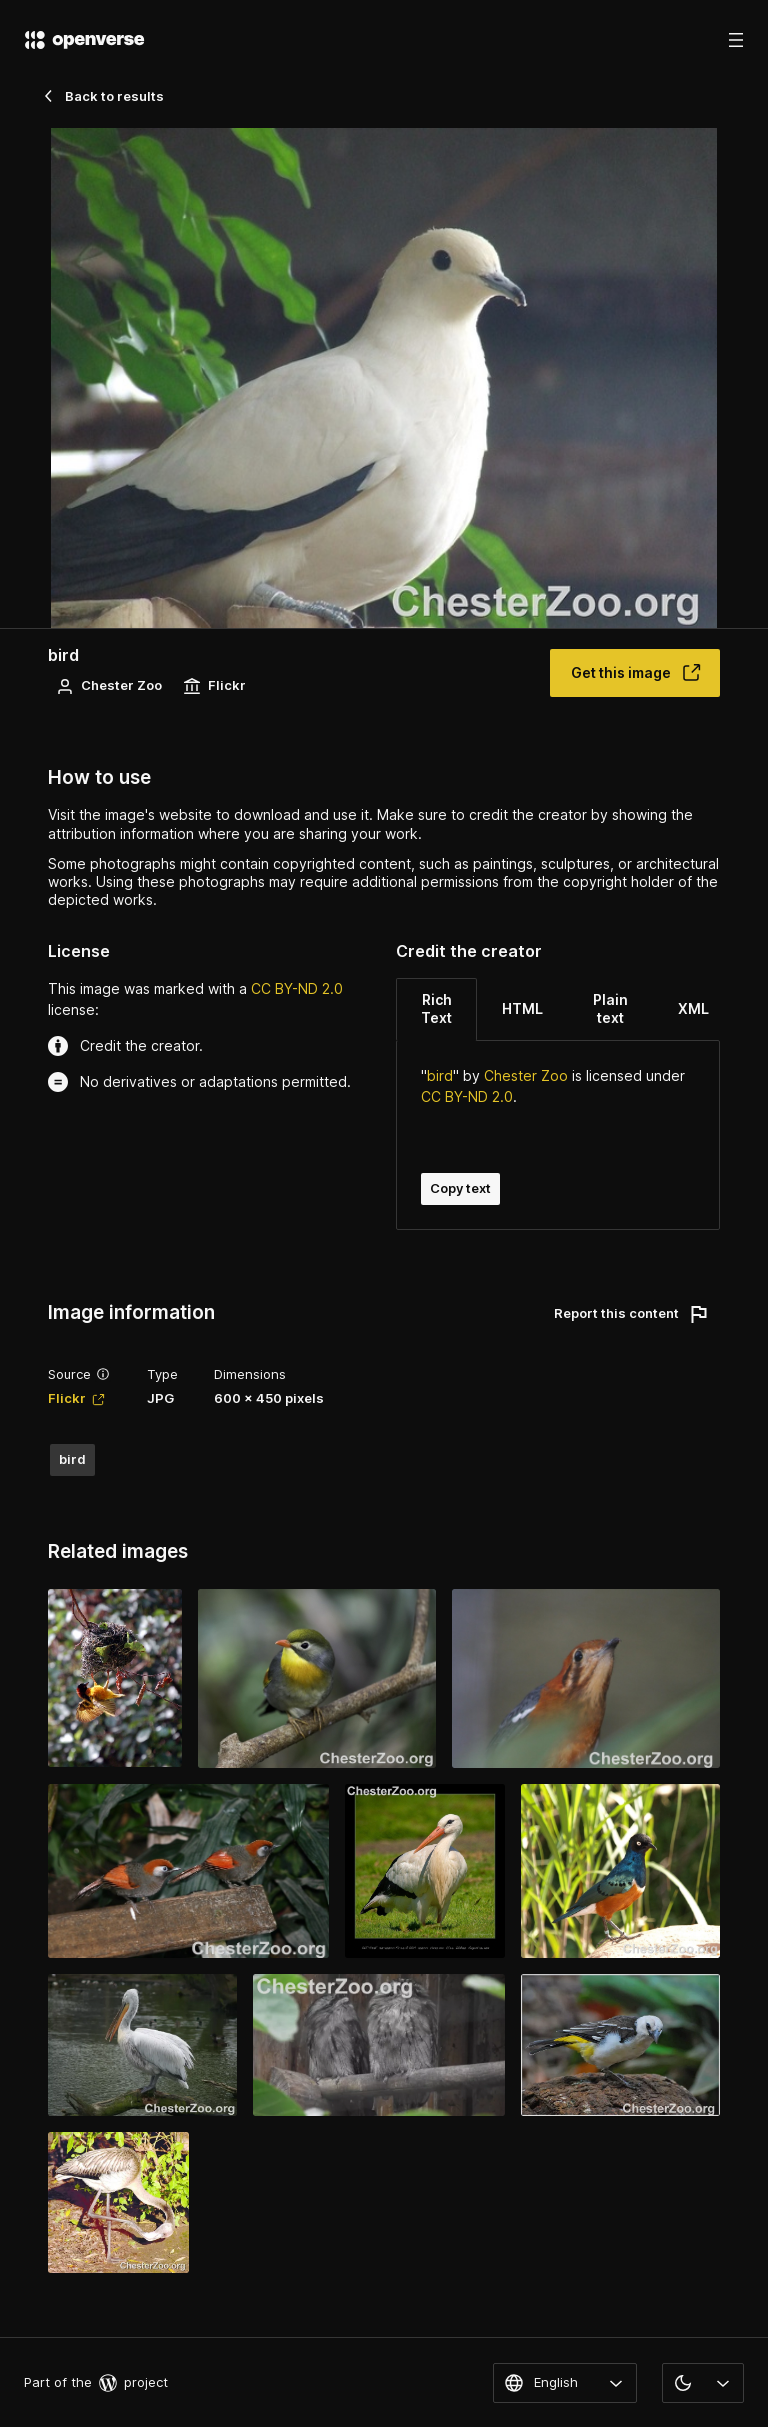 openverse
Back to results
ChesterZoo.org
bird
Chester Zoo
Flickr
Get this image
How to use
Visit the image's website to download and use it. Make sure to credit the creator by showing the
attribution information where you are sharing your work.
Some photographs might contain copyrighted content, such as paintings, sculptures, or architectural
works. Using these photographs may require additional permissions from the copyright holder of the
depicted works.
License
This image was marked with a CC BY-ND 2.0
license:
Credit the creator.
No derivatives or adaptations permitted.
Credit the creator
Rich
Text
HTML
Plain
text
XML
"bird" by Chester Zoo is licensed under
CC BY-ND 2.0.
Copy text
Image information
Report this content
Source
Type
Dimensions
Flickr
JPG
600 × 450 pixels
bird
Related images
ChesterZoo.org
ChesterZoo.org
ChesterZoo.org
ChesterZoo.org
ChesterZoo.org
ChesterZoo.org
ChesterZoo.org
ChesterZoo.org
ChesterZoo.org
Part of the
project
English